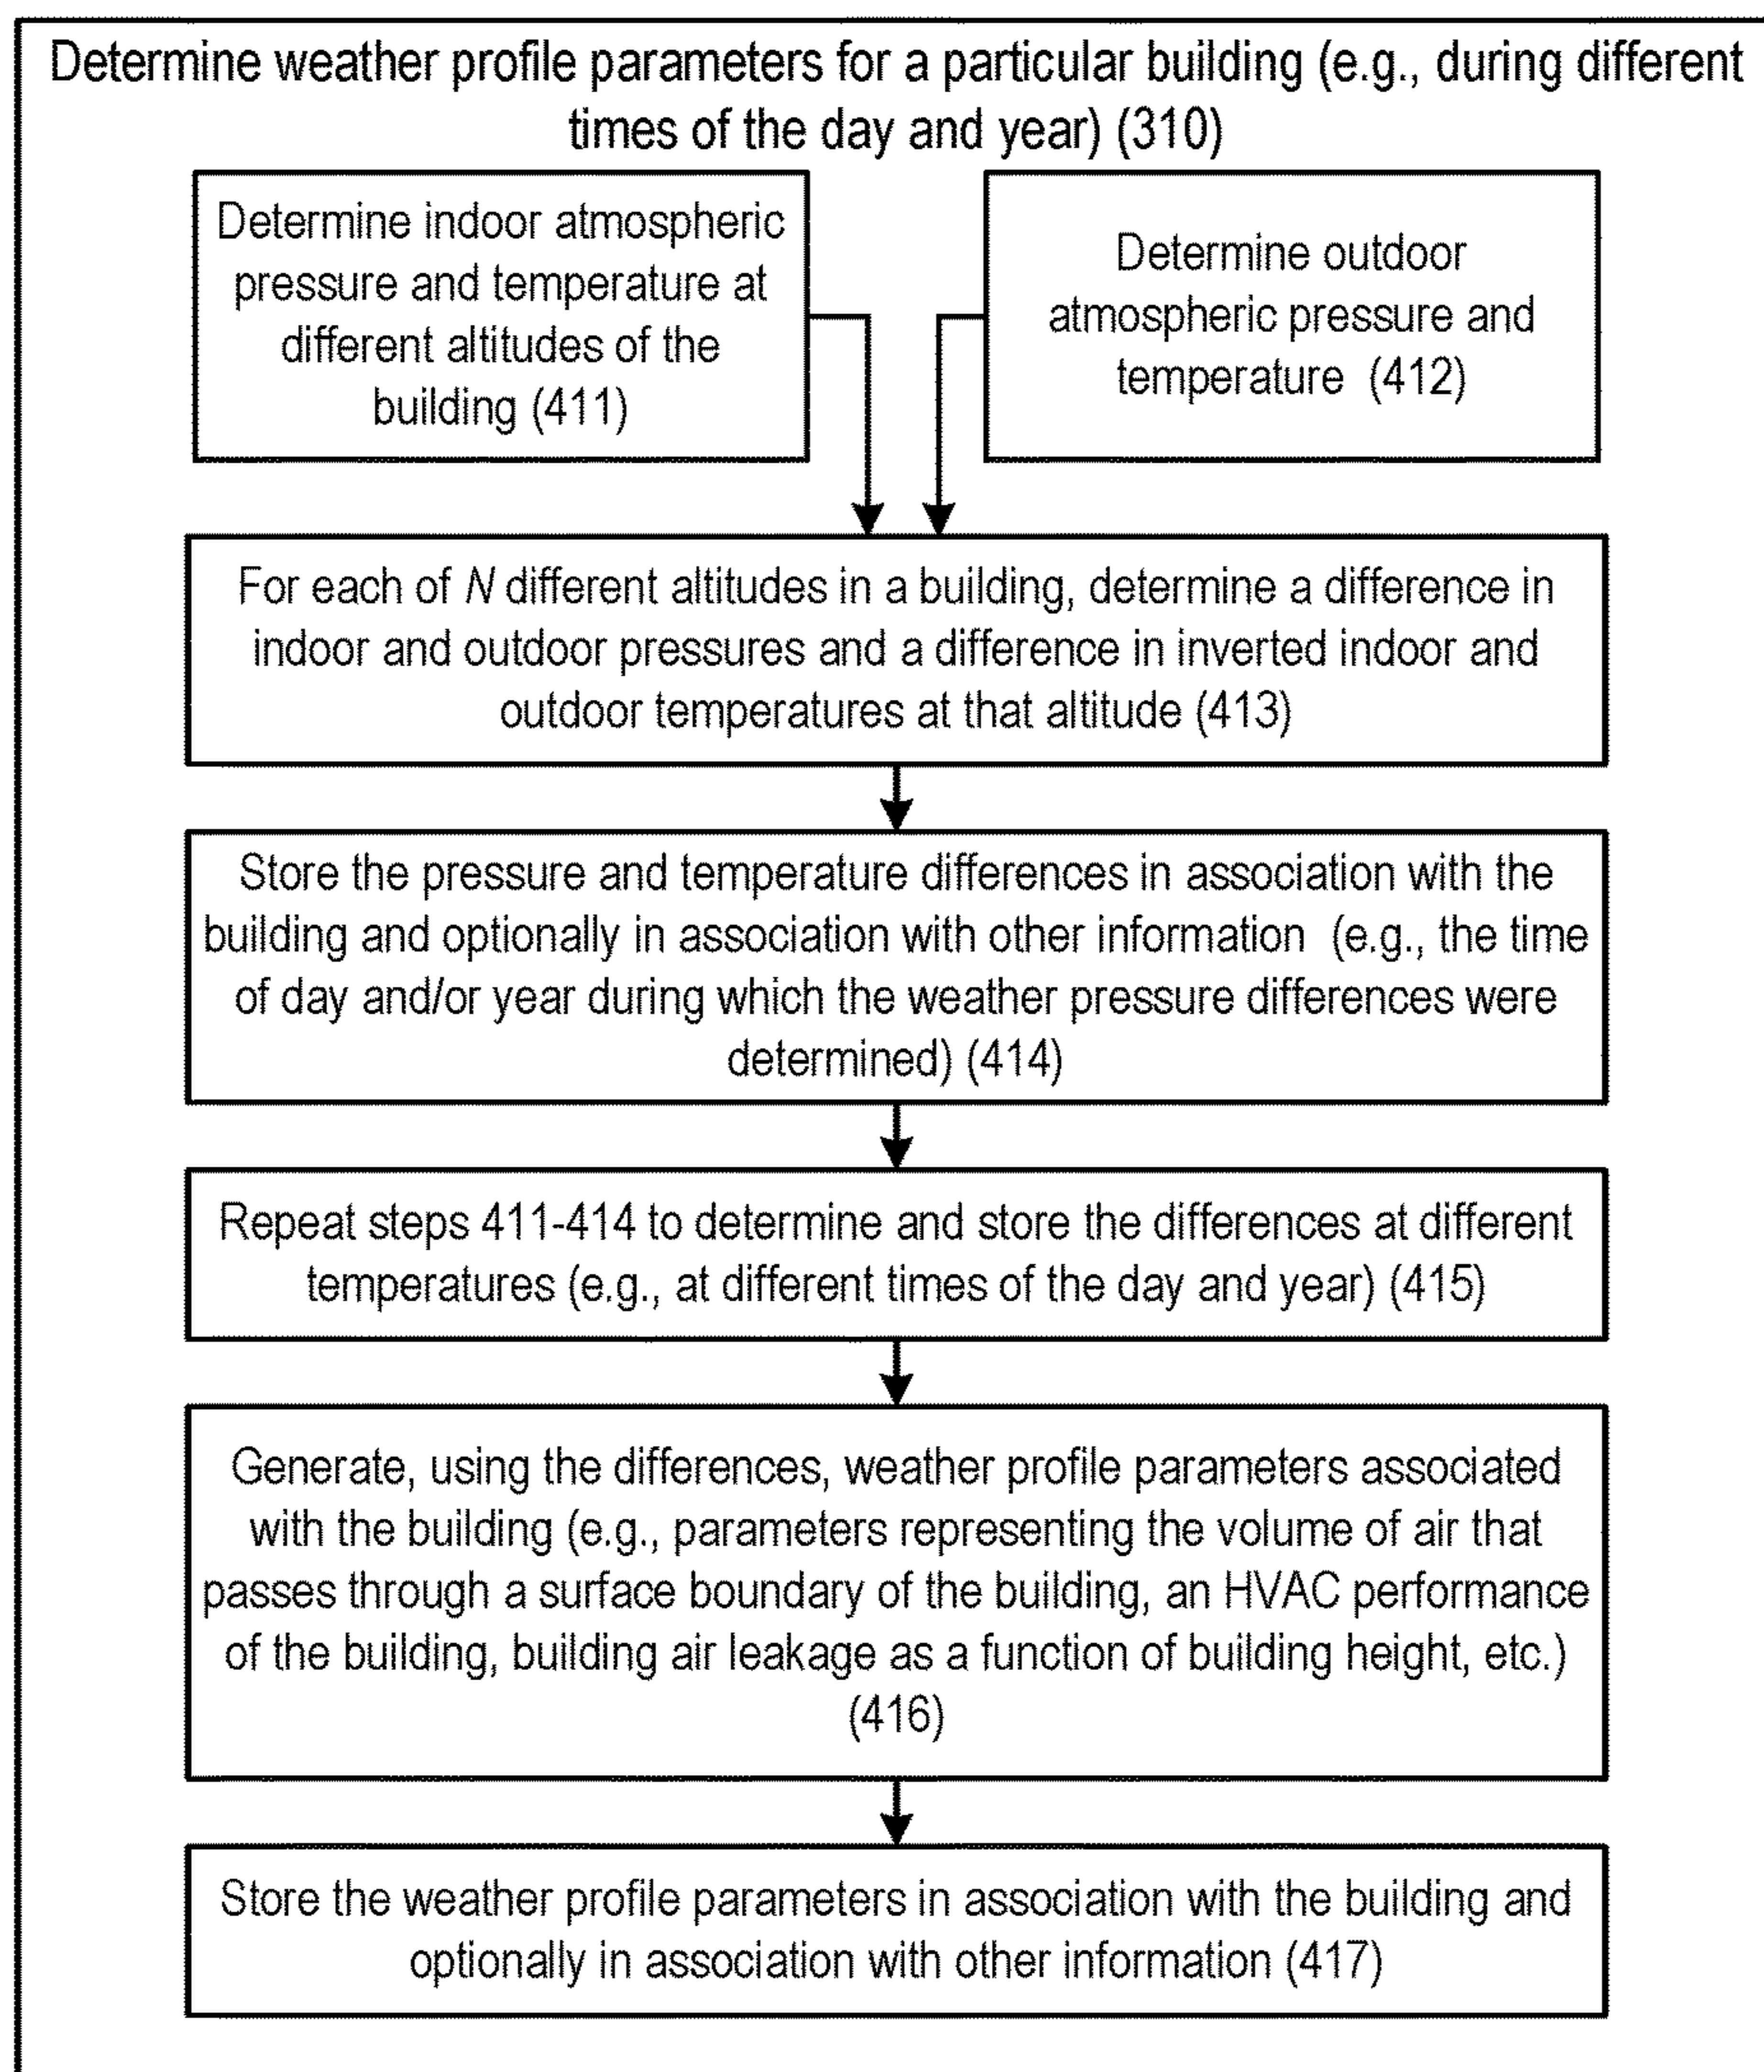 Determine weather profile parameters for a particular building (e.g., during different
times of the day and year) (310)
Determine indoor atmospheric
pressure and temperature at
different altitudes of the
building (411)
Determine outdoor
atmospheric pressure and
temperature (412)
For each of N different altitudes in a building, determine a difference in
indoor and outdoor pressures and a difference in inverted indoor and
outdoor temperatures at that altitude (413)
Store the pressure and temperature differences in association with the
building and optionally in association with other information (e.g., the time
of day and/or year during which the weather pressure differences were
determined) (414)
Repeat steps 411-414 to determine and store the differences at different
temperatures (e.g., at different times of the day and year) (415)
Generate, using the differences, weather profile parameters associated
with the building (e.g., parameters representing the volume of air that
passes through a surface boundary of the building, an HVAC performance
of the building, building air leakage as a function of building height, etc.)
(416)
Store the weather profile parameters in association with the building and
optionally in association with other information (417)